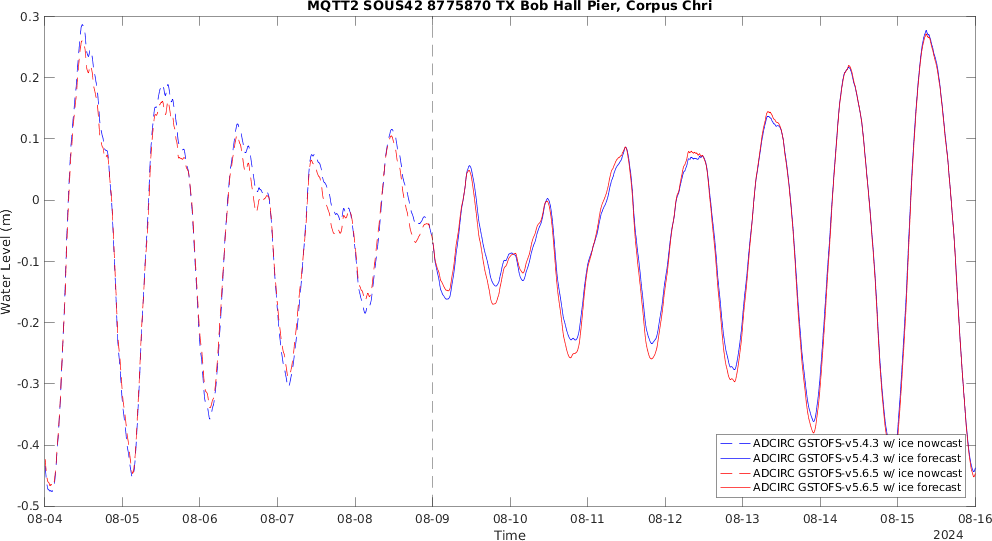 MQTT2 SOUS42 8775870 TX Bob Hall Pier, Corpus Chri
0.3
0.2
0.1
0
-0.1
-0.2
-0.3
-0.4
-0.5
Water Level (m)
ADCIRC GSTOFS-v5.4.3 w/ ice nowcast
ADCIRC GSTOFS-v5.4.3 w/ ice forecast
ADCIRC GSTOFS-v5.6.5 w/ ice nowcast
ADCIRC GSTOFS-v5.6.5 w/ ice forecast
08-04 08-05 08-06 08-07 08-08 08-09 08-10 08-11 08-12 08-13 08-14 08-15 08-16
Time
2024